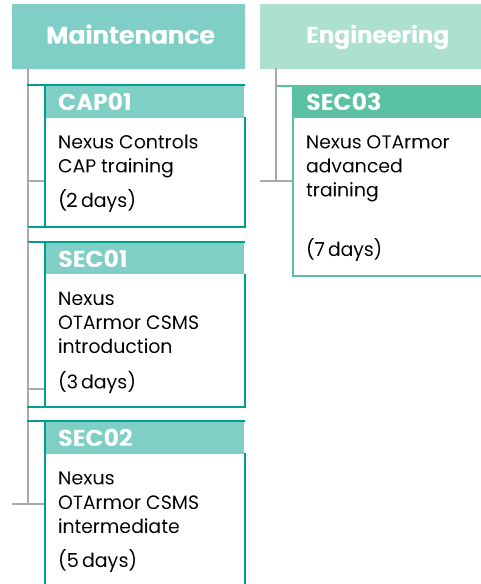 Maintenance
CAP01
Nexus Controls
CAP training
(2 days)
SEC01
Nexus
OTArmor CSMS
introduction
(3 days)
SEC02
Nexus
OTArmor CSMS
intermediate
(5 days)
Engineering
SEC03
Nexus OTArmor
advanced
training
(7 days)